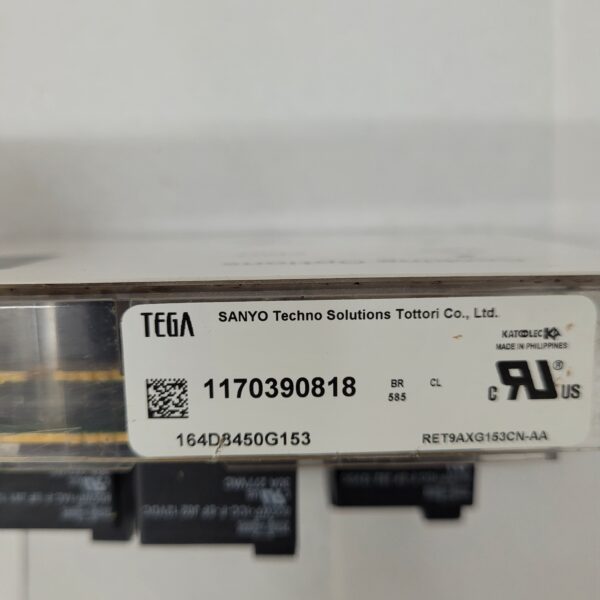 TEGA
SANYO Techno Solutions Tottori Co., Ltd.
KATOLEC
MADE IN PHILIPPINES
1170390818
BR
585
CL
C RU ® US
164D8450G153
RET9AXG153CN-AA